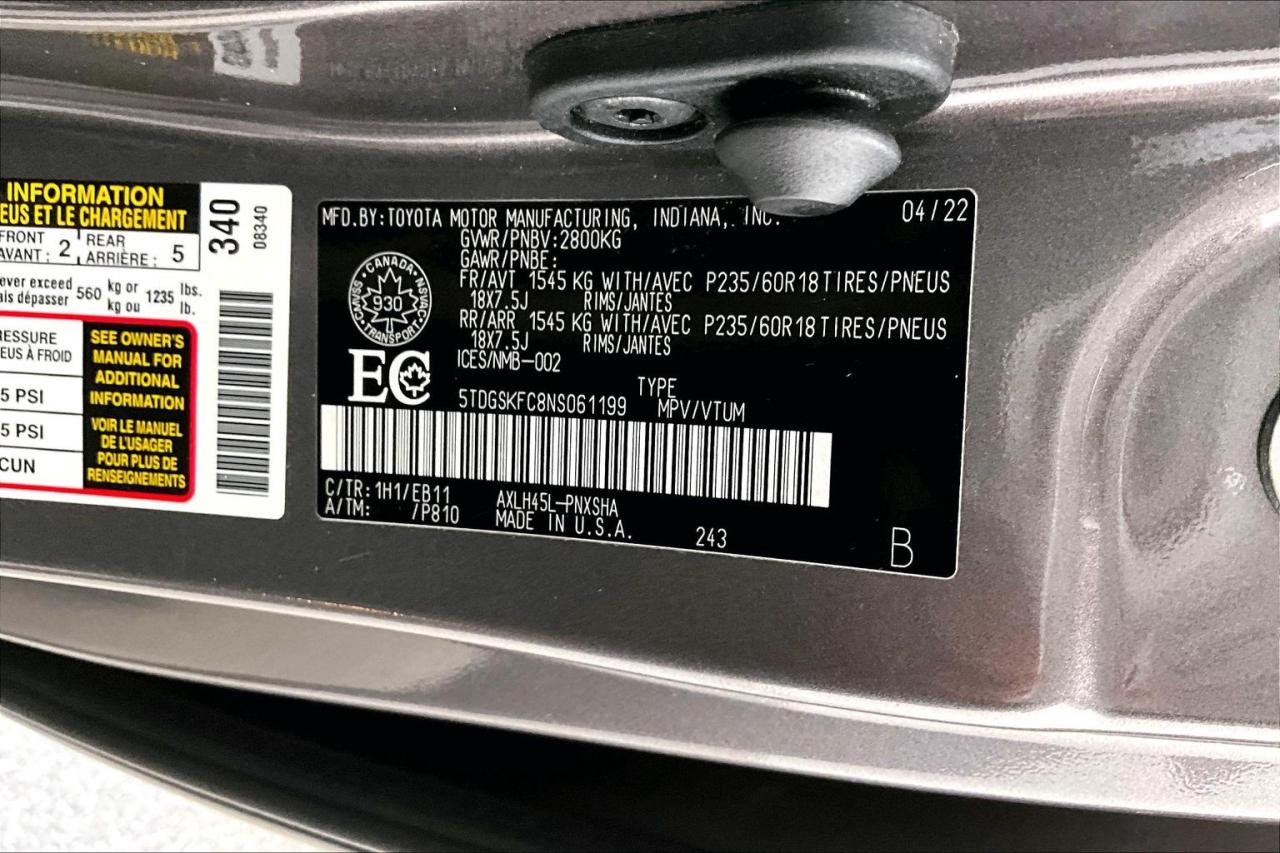 INFORMATION
EUS ET LE CHARGEMENT
FRONT
AVANT : 2
REAR
ARRIÈRE : 5
340
08340
ever exceed
ais dépasser
560
kg or
kg ou
1235
lbs.
lb.
RESSURE
EUS À FROID
5 PSI
5 PSI
CUN
SEE OWNER'S
MANUAL FOR
ADDITIONAL
INFORMATION
VOIR LE MANUEL
DE L'USAGER
POUR PLUS DE
RENSEIGNEMENTS
MFD.BY:TOYOTA MOTOR MANUFACTURING, INDIANA, INC.
04/22
GVWR/PNBV:2800KG
GAWR/PNBE:
FR/AVT 1545 KG WITH/AVEC P235/60R18 TIRES/PNEUS
18X7.5J RIMS/JANTES
RR/ARR 1545 KG WITH/AVEC P235/60R18 TIRES/PNEUS
18X7.5J RIMS/JANTES
ICES/NMB-002
CANADA
CMVSS
NSVAC
930
TRANSPORT
EC
TYPE
5TDGSKFC8NS061199 MPV/VTUM
C/TR:1H1/EB11 AXLH45L-PNXSHA
A/TM: /P810 MADE IN U.S.A.
243
B